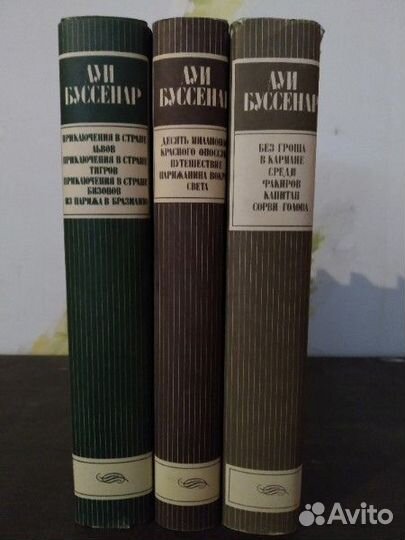 ЛУИ
БУССЕНАР
ПРИКЛЮЧЕНИЯ В СТРАНЕ
ЛЬВОВ
ПРИКЛЮЧЕНИЯ В СТРАНЕ
ТИГРОВ
ПРИКЛЮЧЕНИЯ В СТРАНЕ
БИЗОНОВ
ИЗ ПАРИЖА В БРАЗИЛИЮ
ЛУИ
БУССЕНАР
ДЕСЯТЬ МИЛЛИОНОВ
КРАСНОГО ОПОССУМА
ПУТЕШЕСТВИЕ
ПАРИЖАНИНА ВОКРУГ
СВЕТА
ЛУИ
БУССЕНАР
БЕЗ ГРОША
В КАРМАНЕ
СРЕДИ
ФАКИРОВ
КАПИТАН
СОРВИ ГОЛОВА
Avito